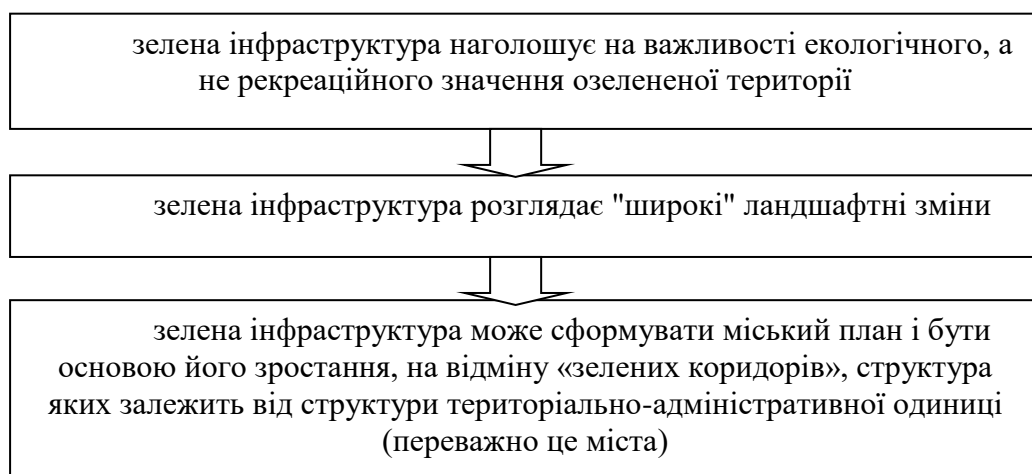 зелена інфраструктура наголошує на важливості екологічного, а
не рекреаційного значення озелененої території
зелена інфраструктура розглядає "широкі" ландшафтні зміни
зелена інфраструктура може сформувати міський план і бути
основою його зростання, на відміну «зелених коридорів», структура
яких залежить від структури територіально-адміністративної одиниці
(переважно це міста)